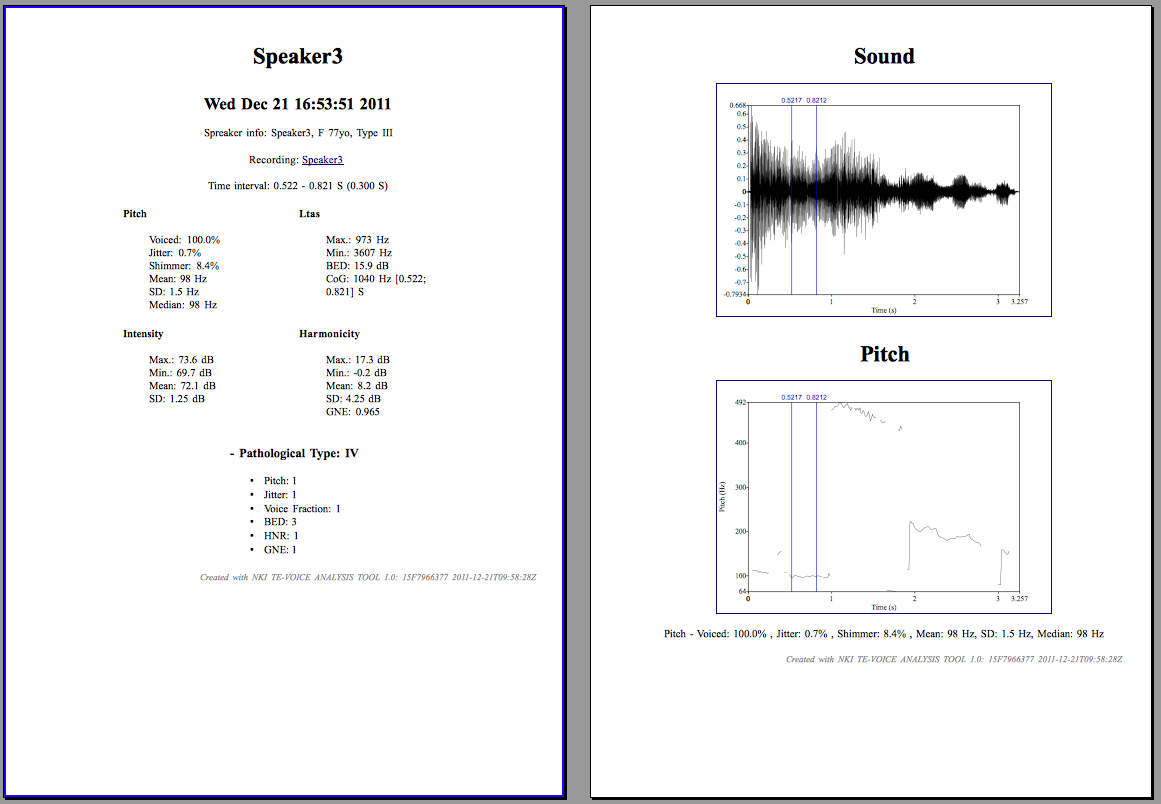 Speaker3
Wed Dec 21 16:53:51 2011
Spreaker info: Speaker3, F 77yo, Type III
Recording: Speaker3
Time interval: 0.522 - 0.821 S (0.300 S)
Pitch
Voiced: 100.0%
Jitter: 0.7%
Shimmer: 8.4%
Mean: 98 Hz
SD: 1.5 Hz
Median: 98 Hz
Ltas
Max.: 973 Hz
Min.: 3607 Hz
BED: 15.9 dB
CoG: 1040 Hz [0.522;
0.821] S
Intensity
Max.: 73.6 dB
Min.: 69.7 dB
Mean: 72.1 dB
SD: 1.25 dB
Harmonicity
Max.: 17.3 dB
Min.: -0.2 dB
Mean: 8.2 dB
SD: 4.25 dB
GNE: 0.965
- Pathological Type: IV
• Pitch: 1
• Jitter: 1
• Voice Fraction: 1
• BED: 3
• HNR: 1
• GNE: 1
Created with NKI TE-VOICE ANALYSIS TOOL 1.0: 15F7966377 2011-12-21T09:58:28Z
Sound
0.5217 0.8212
0.668
0.6
0.5
0.4
0.3
0.2
0.1
0
-0.1
-0.2
-0.3
-0.4
-0.5
-0.6
-0.7
-0.7934
0 1 2 3 3.257
Time (s)
Pitch
0.5217 0.8212
492
400
300
200
100
64
Pitch (Hz)
0 1 2 3 3.257
Time (s)
Pitch - Voiced: 100.0% , Jitter: 0.7% , Shimmer: 8.4% , Mean: 98 Hz, SD: 1.5 Hz, Median: 98 Hz
Created with NKI TE-VOICE ANALYSIS TOOL 1.0: 15F7966377 2011-12-21T09:58:28Z